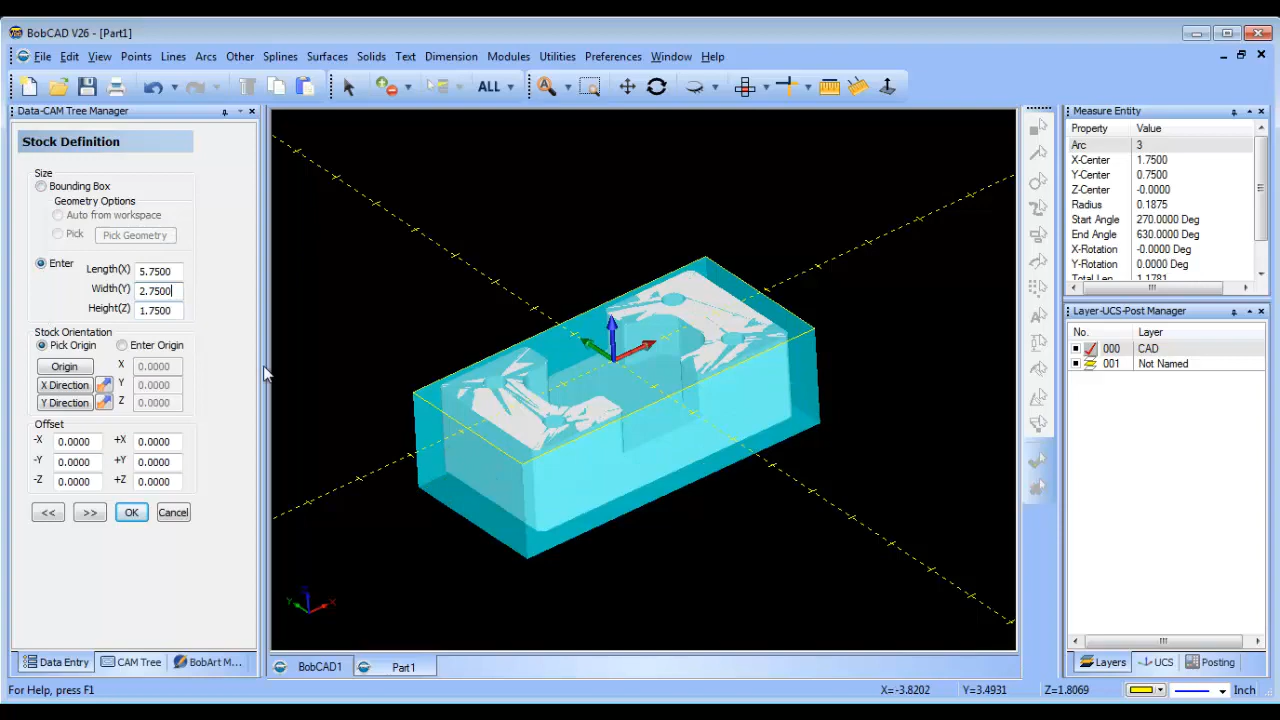 BobCAD V26 - [Part1]
File Edit View Points Lines Arcs Other Splines Surfaces Solids Text Dimension Modules Utilities Preferences Window Help
ALL
Data-CAM Tree Manager
Stock Definition
Size
Bounding Box
Geometry Options
Auto from workspace
Pick Pick Geometry
Enter
Length(X) 5.7500
Width(Y) 2.7500
Height(Z) 1.7500
Stock Orientation
Pick Origin Enter Origin
Origin X 0.0000
X Direction Y 0.0000
Y Direction Z 0.0000
Offset
-X 0.0000 +X 0.0000
-Y 0.0000 +Y 0.0000
-Z 0.0000 +Z 0.0000
<< >> OK Cancel
Data Entry CAM Tree BobArt M...
Y X
BobCAD1 Part1
Measure Entity
Property Value
Arc 3
X-Center 1.7500
Y-Center 0.7500
Z-Center -0.0000
Radius 0.1875
Start Angle 270.0000 Deg
End Angle 630.0000 Deg
X-Rotation -0.0000 Deg
Y-Rotation 0.0000 Deg
Total Len 1.1781
Layer-UCS-Post Manager
No. Layer
000 CAD
001 Not Named
Layers UCS Posting
For Help, press F1
X=-3.8202 Y=3.4931 Z=1.8069 Inch